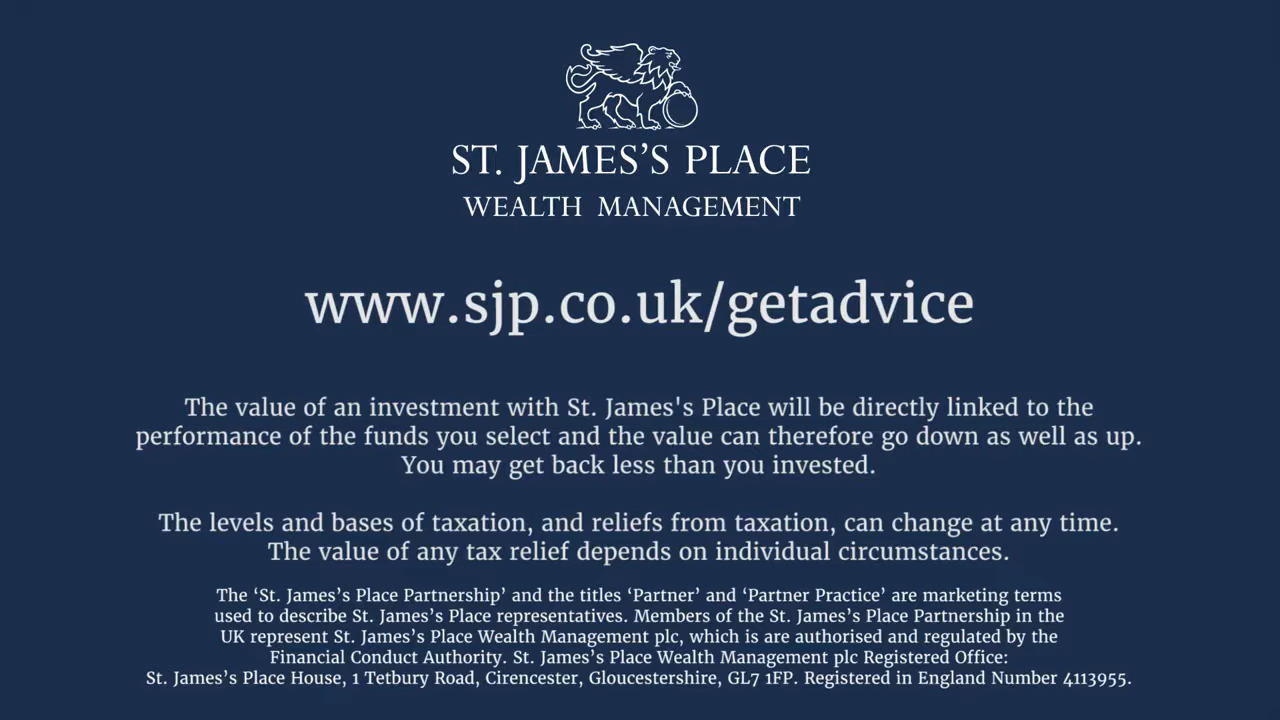 ST. JAMES'S PLACE
WEALTH MANAGEMENT
www.sjp.co.uk/getadvice
The value of an investment with St. James's Place will be directly linked to the
performance of the funds you select and the value can therefore go down as well as up.
You may get back less than you invested.
The levels and bases of taxation, and reliefs from taxation, can change at any time.
The value of any tax relief depends on individual circumstances.
The ‘St. James’s Place Partnership’ and the titles ‘Partner’ and ‘Partner Practice’ are marketing terms
used to describe St. James’s Place representatives. Members of the St. James’s Place Partnership in the
UK represent St. James’s Place Wealth Management plc, which is are authorised and regulated by the
Financial Conduct Authority. St. James’s Place Wealth Management plc Registered Office:
St. James’s Place House, 1 Tetbury Road, Cirencester, Gloucestershire, GL7 1FP. Registered in England Number 4113955.